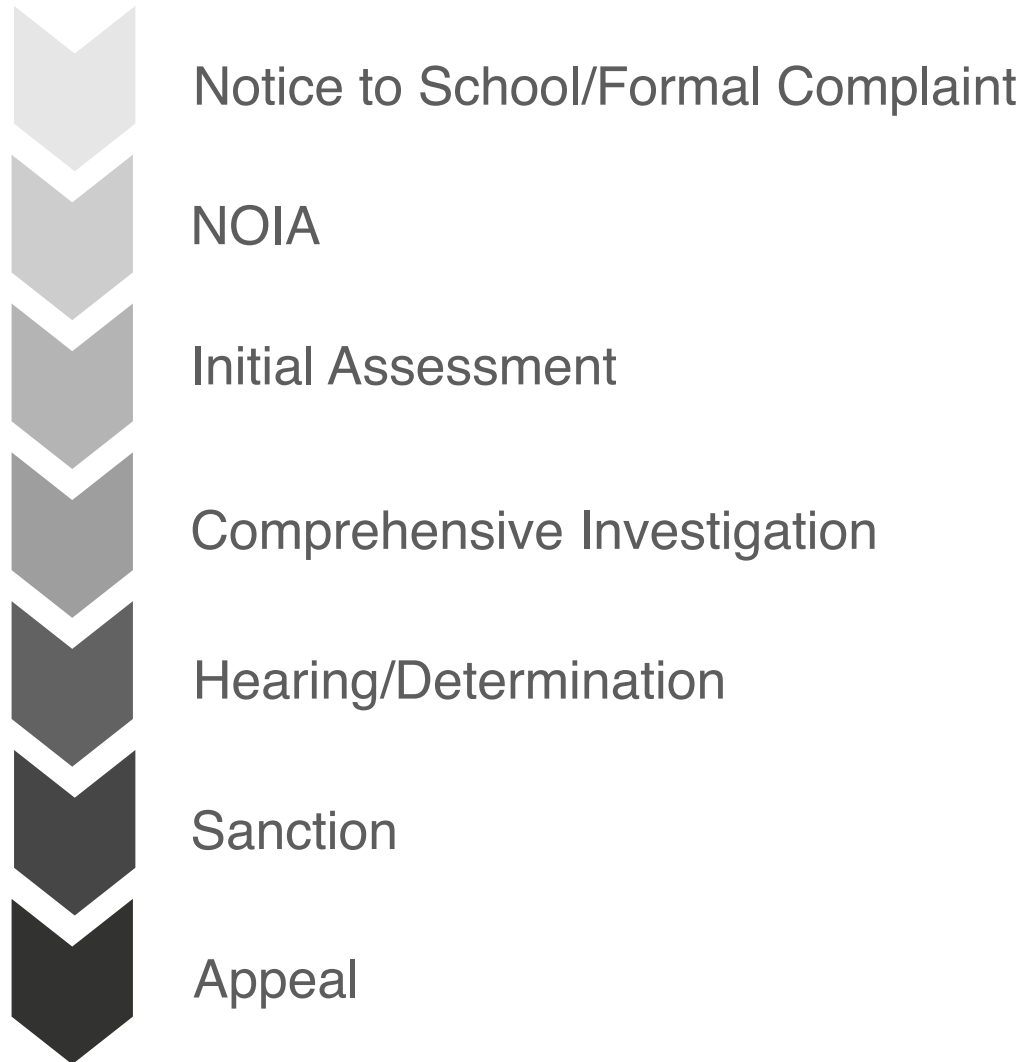 Notice to School/Formal Complaint
NOIA
Initial Assessment
Comprehensive Investigation
Hearing/Determination
Sanction
Appeal